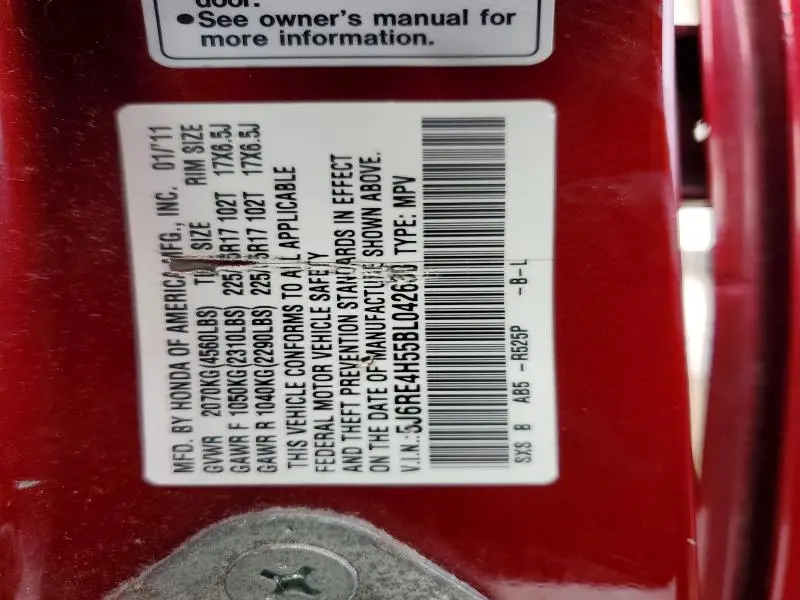 door.
•See owner's manual for
more information.
MFD. BY HONDA OF AMERICA MFG., INC. 01/'11
GVWR 2070KG(4560LBS) SIZE RIM SIZE
GAWR F 1050KG(2310LBS) 102T 17X6.5J
GAWR R 1040KG(2290LBS) 102T 17X6.5J
THIS VEHICLE CONFORMS TO ALL APPLICABLE
FEDERAL MOTOR VEHICLE SAFETY
AND THEFT PREVENTION STANDARDS IN EFFECT
ON THE DATE OF MANUFACTURE SHOWN ABOVE.
V.I.N.:5J6RE4H55BL042630 TYPE: MPV
SXS B AB5 -R525P -B-L